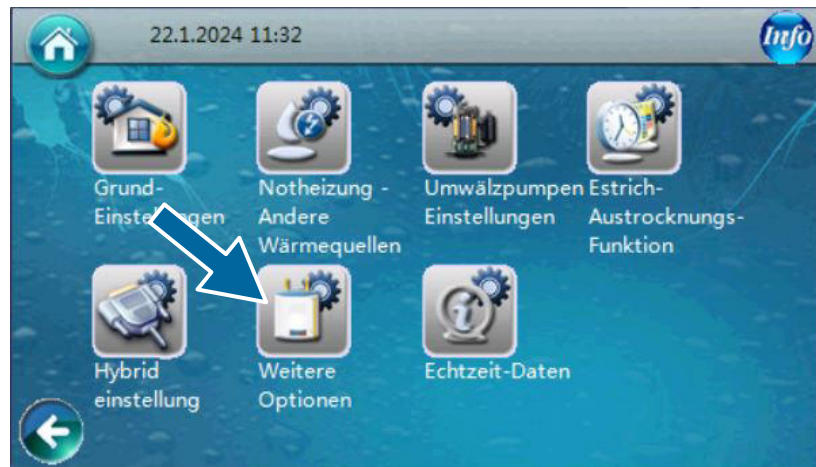 22.1.2024 11:32
Info
Grund-
Einstellungen
Notheizung -
Andere
Wärmequellen
Umwälzpumpen
Einstellungen
Estrich-
Austrocknungs-
Funktion
Hybrid
einstellung
Weitere
Optionen
Echtzeit-Daten